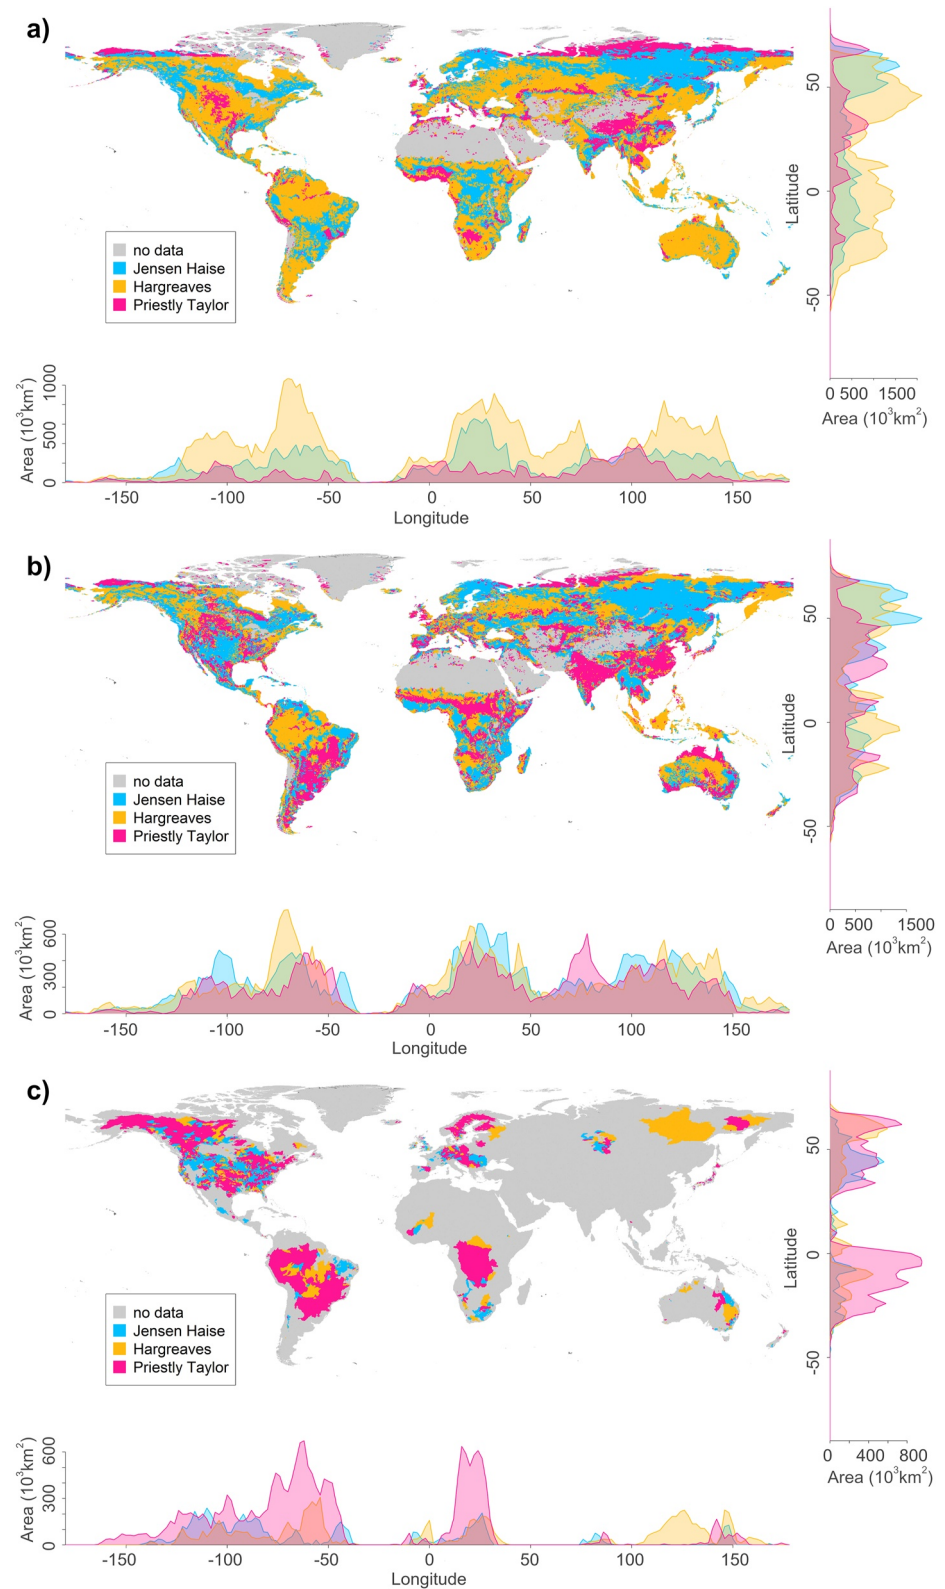 a)
no data
Jensen Haise
Hargreaves
Priestly Taylor
-50 0 50
Latitude
0 500 1500
Area (10³km²)
0 500 1000
Area (10³km²)
-150 -100 -50 0 50 100 150
Longitude
b)
no data
Jensen Haise
Hargreaves
Priestly Taylor
-50 0 50
Latitude
0 500 1500
Area (10³km²)
0 300 600
Area (10³km²)
-150 -100 -50 0 50 100 150
Longitude
c)
no data
Jensen Haise
Hargreaves
Priestly Taylor
-50 0 50
Latitude
0 400 800
Area (10³km²)
0 300 600
Area (10³km²)
-150 -100 -50 0 50 100 150
Longitude